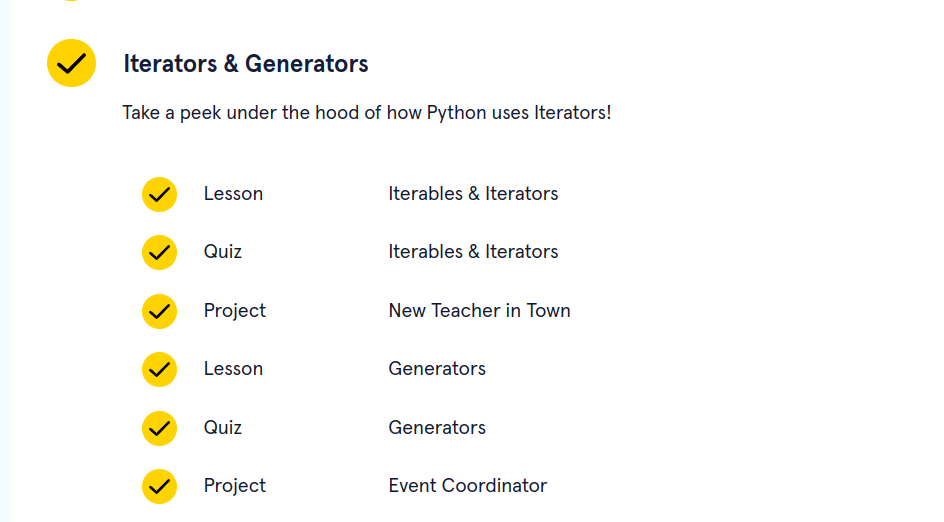 Iterators & Generators
Take a peek under the hood of how Python uses Iterators!
Lesson Iterables & Iterators
Quiz Iterables & Iterators
Project New Teacher in Town
Lesson Generators
Quiz Generators
Project Event Coordinator